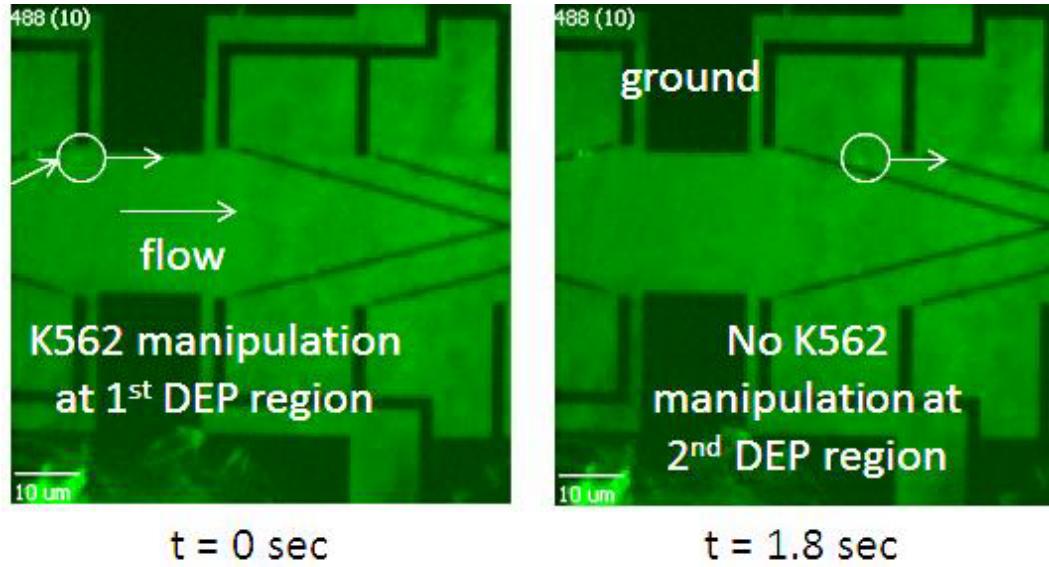 488 (10)
flow
K562 manipulation
at 1st DEP region
10 um
t = 0 sec
488 (10)
ground
No K562
manipulation at
2nd DEP region
10 um
t = 1.8 sec